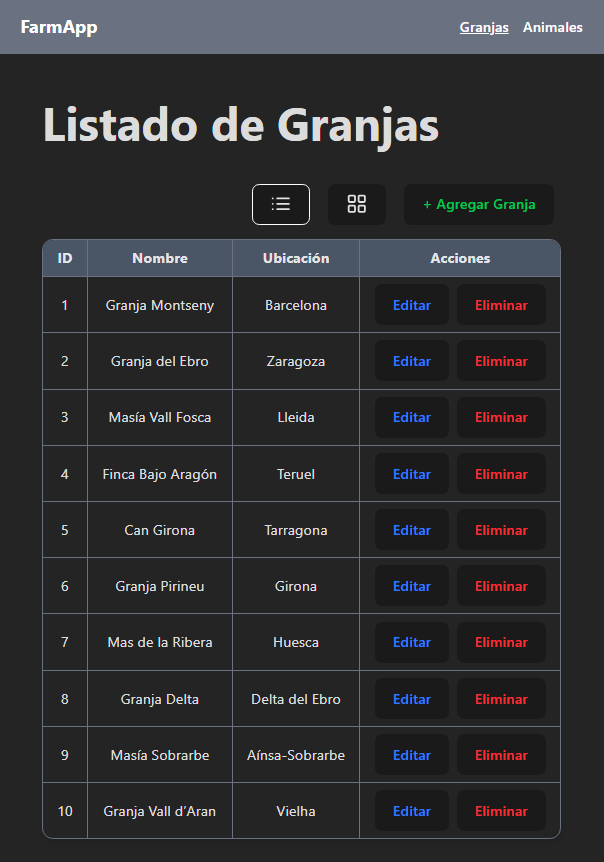 FarmApp Granjas Animales
Listado de Granjas
+ Agregar Granja
ID Nombre Ubicación Acciones
1 Granja Montseny Barcelona Editar Eliminar
2 Granja del Ebro Zaragoza Editar Eliminar
3 Masía Vall Fosca Lleida Editar Eliminar
4 Finca Bajo Aragón Teruel Editar Eliminar
5 Can Girona Tarragona Editar Eliminar
6 Granja Pirineu Girona Editar Eliminar
7 Mas de la Ribera Huesca Editar Eliminar
8 Granja Delta Delta del Ebro Editar Eliminar
9 Masía Sobrarbe Aínsa-Sobrarbe Editar Eliminar
10 Granja Vall d’Aran Vielha Editar Eliminar